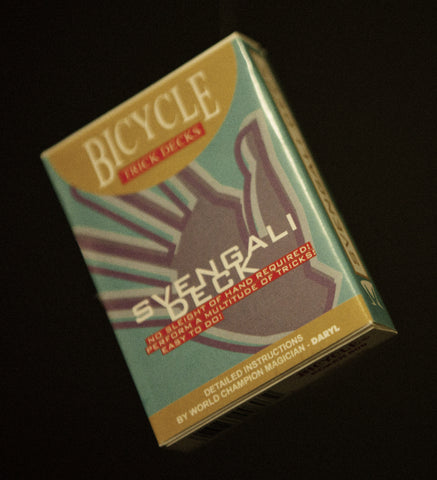 BICYCLE
TRICK DECKS
SVENGALI
DECK
NO SLEIGHT OF HAND REQUIRED!
PERFORM A MULTITUDE OF TRICKS!
EASY TO DO!
DETAILED INSTRUCTIONS
BY WORLD CHAMPION MAGICIAN - DARYL